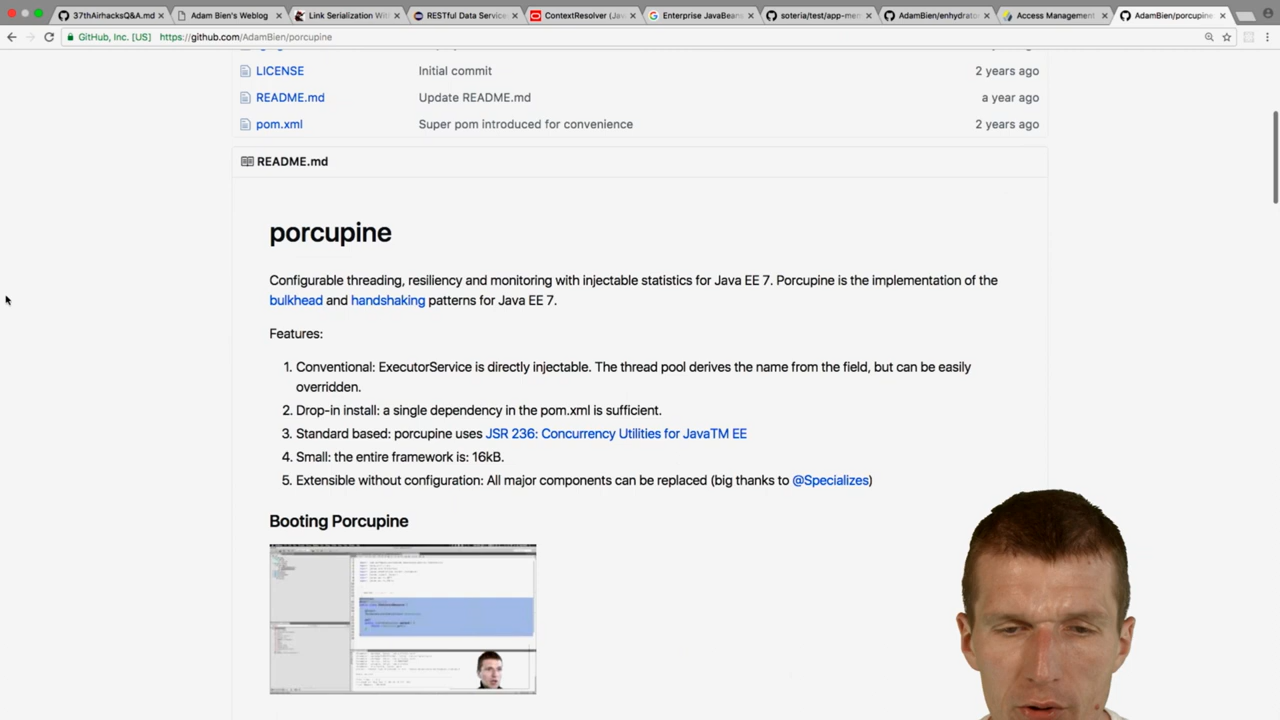 37thAirhacksQ&A.md
Adam Bien's Weblog
Link Serialization Wit
RESTful Data Service
ContextResolver (Jav
Enterprise JavaBean
soteria/test/app-mem
AdamBien/enhydrato
Access Management
AdamBien/porcupine
GitHub, Inc. [US]
https://github.com/AdamBien/porcupine
LICENSE
Initial commit
2 years ago
README.md
Update README.md
a year ago
pom.xml
Super pom introduced for convenience
2 years ago
README.md
porcupine
Configurable threading, resiliency and monitoring with injectable statistics for Java EE 7. Porcupine is the implementation of the
bulkhead and handshaking patterns for Java EE 7.
Features:
1. Conventional: ExecutorService is directly injectable. The thread pool derives the name from the field, but can be easily
overridden.
2. Drop-in install: a single dependency in the pom.xml is sufficient.
3. Standard based: porcupine uses JSR 236: Concurrency Utilities for JavaTM EE
4. Small: the entire framework is: 16kB.
5. Extensible without configuration: All major components can be replaced (big thanks to @Specializes)
Booting Porcupine